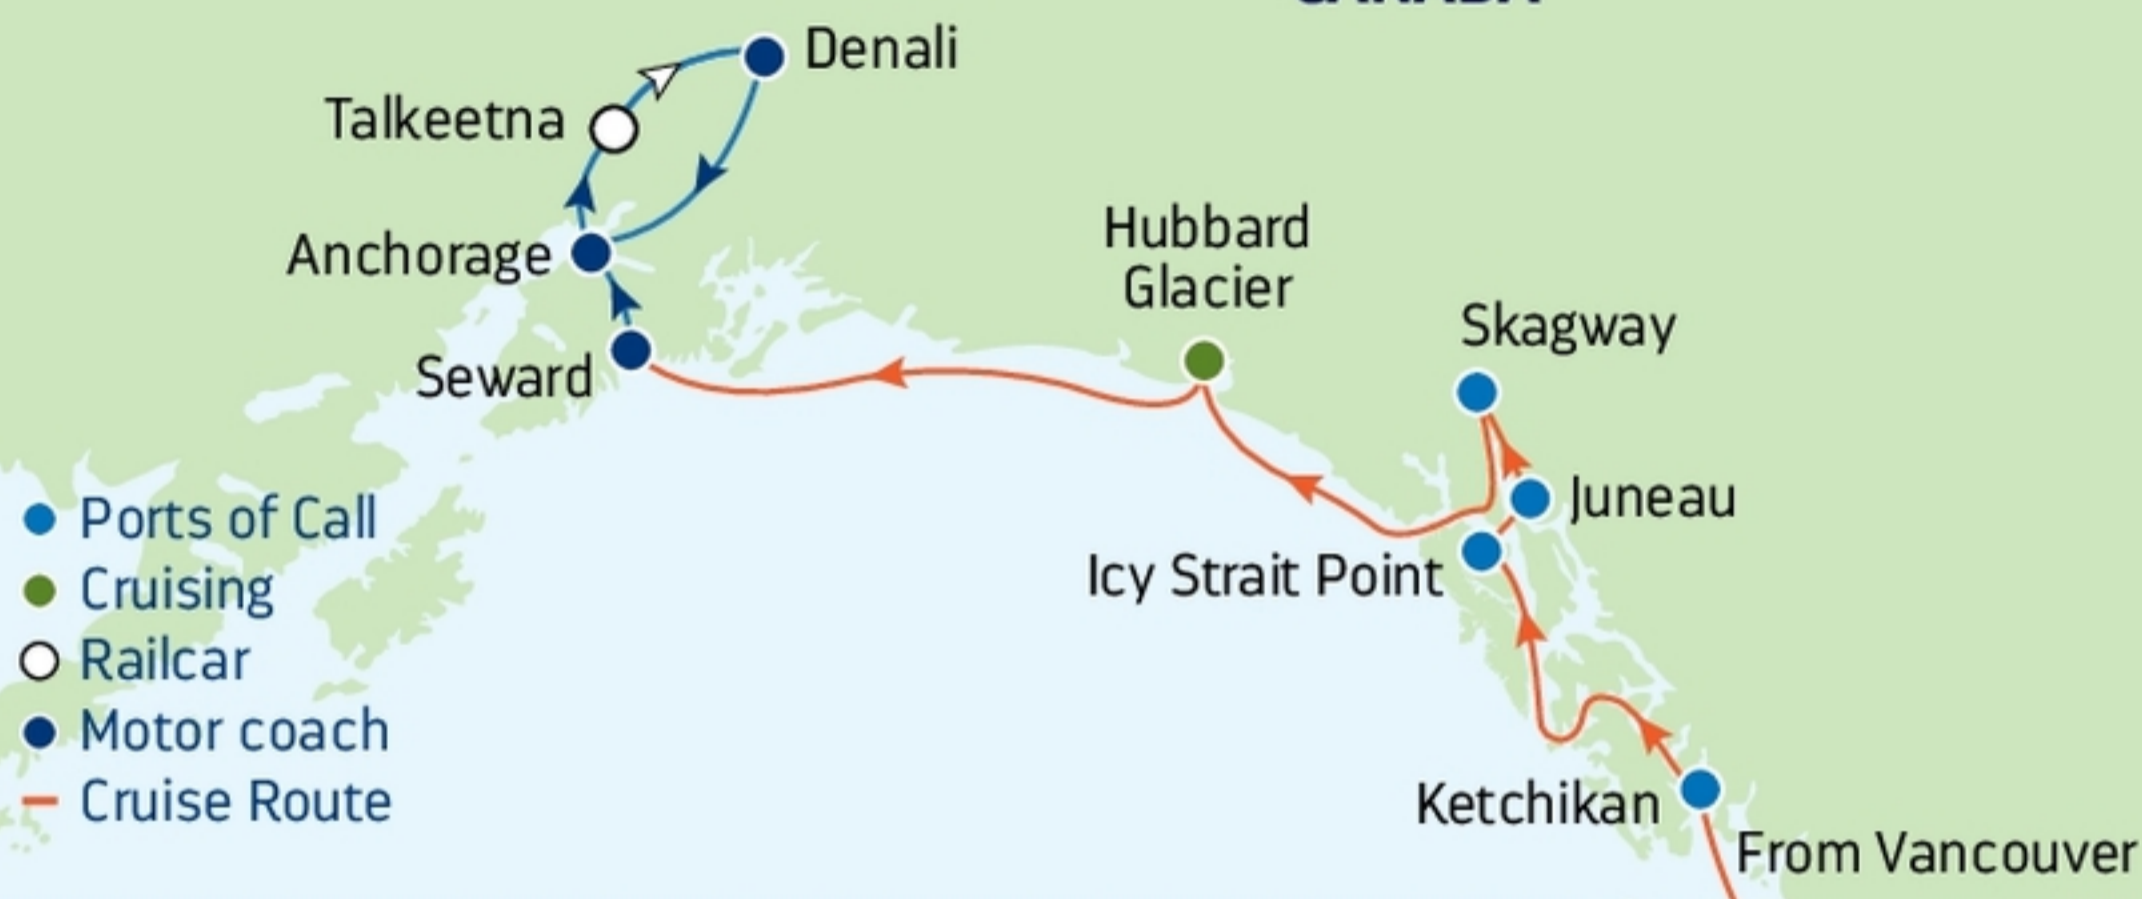 Denali
Talkeetna
Anchorage
Hubbard
Glacier
Skagway
Seward
Juneau
Ports of Call
Icy Strait Point
Cruising
Railcar
Motor coach
Cruise Route
Ketchikan
From Vancouver